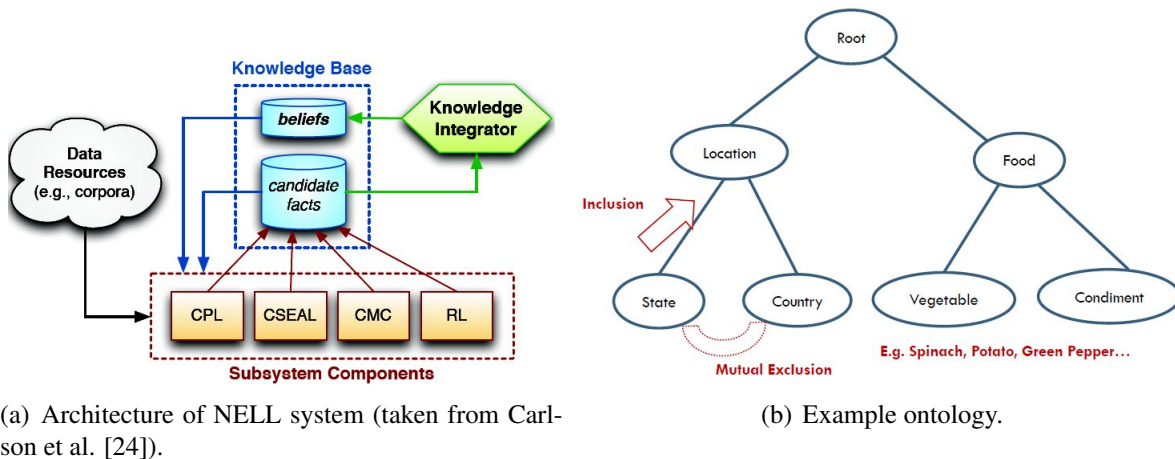 Knowledge Base
beliefs
Knowledge
Integrator
Data
Resources
(e.g., corpora)
candidate
facts
CPL
CSEAL
CMC
RL
Subsystem Components
(a) Architecture of NELL system (taken from Carl-
son et al. [24]).
Root
Location
Food
Inclusion
State
Country
Vegetable
Condiment
Mutual Exclusion
E.g. Spinach, Potato, Green Pepper...
(b) Example ontology.